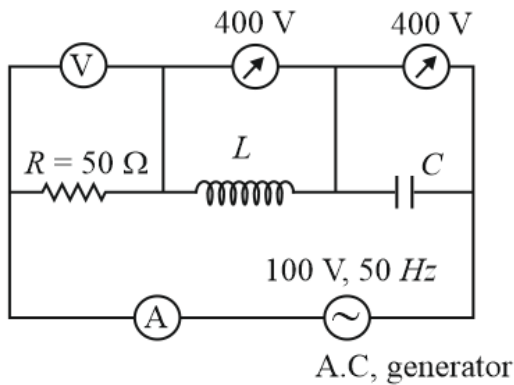 400 V
400 V
V
L
R = 50 Ω
C
100 V, 50 Hz
A
~
A.C, generator